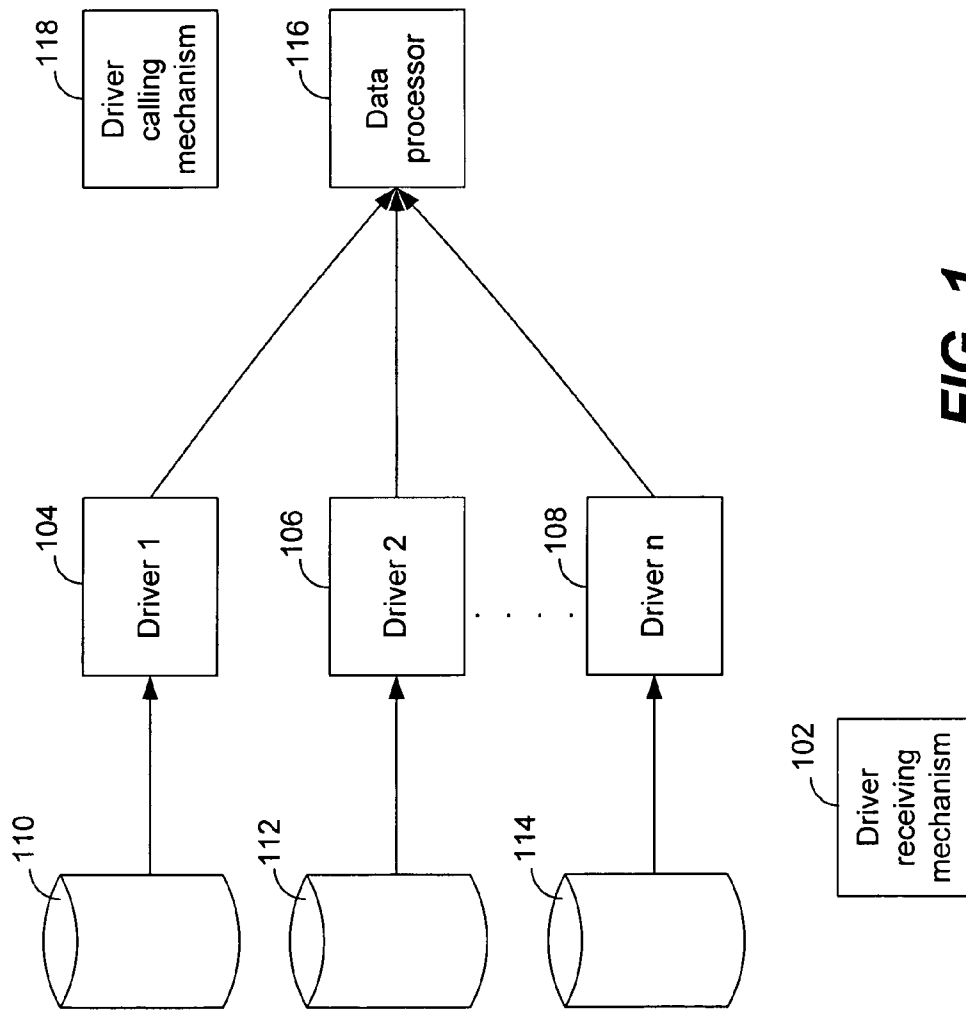 110
104
Driver 1
118
Driver
calling
mechanism
112
106
Driver 2
116
Data
processor
. . . .
114
108
Driver n
102
Driver
receiving
mechanism
FIG. 1